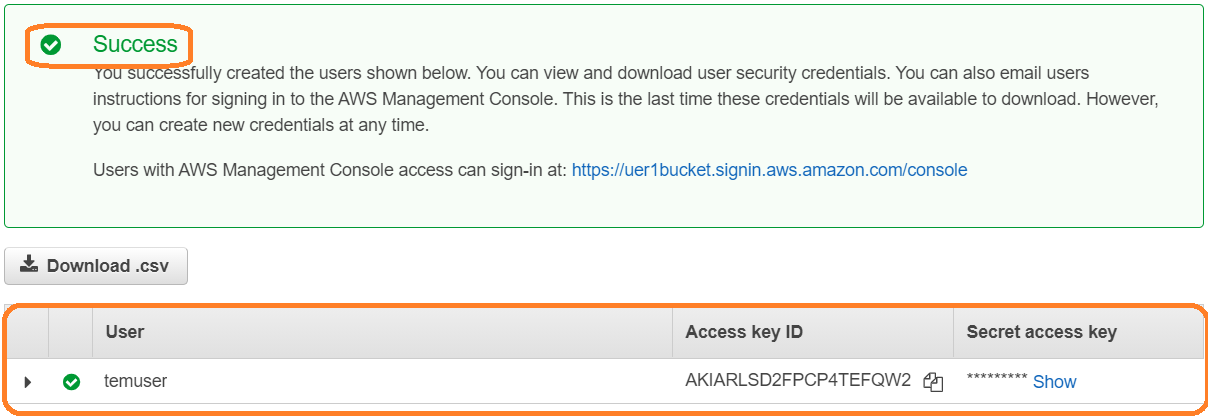 Success
You successfully created the users shown below. You can view and download user security credentials. You can also email users
instructions for signing in to the AWS Management Console. This is the last time these credentials will be available to download. However,
you can create new credentials at any time.
Users with AWS Management Console access can sign-in at: https://uer1bucket.signin.aws.amazon.com/console
Download .csv
User Access key ID Secret access key
temuser AKIARLSD2FPCP4TEFQW2 ********* Show